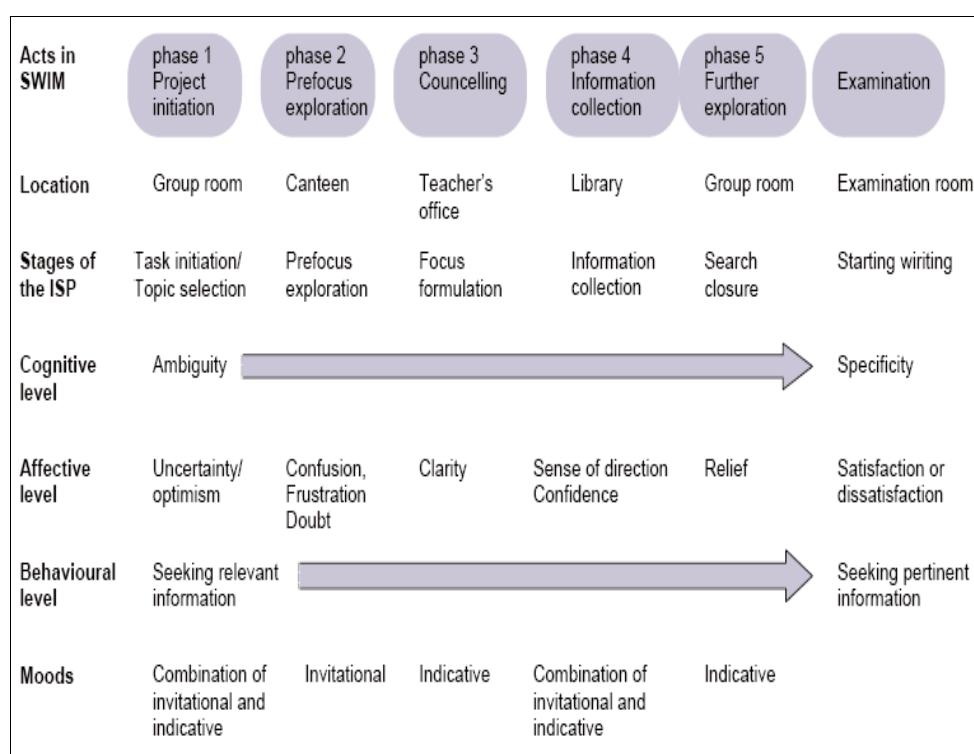 Acts in SWIM
phase 1 Project initiation
phase 2 Prefocus exploration
phase 3 Councelling
phase 4 Information collection
phase 5 Further exploration
Examination
Location
Group room
Canteen
Teacher's office
Library
Group room
Examination room
Stages of the ISP
Task initiation/ Topic selection
Prefocus exploration
Focus formulation
Information collection
Search closure
Starting wiriting
Cognitive level
Ambiguity
Specificity
Affective level
Uncertainty/ optimism
Confusion, Frustration Doubt
Clarity
Sense of direction Confidence
Relief
Satisfaction or dissatisfaction
Behavioural level
Seeking relevant information
Seeking pertinent information
Moods
Combination of invitational and indicative
Invitational
Indicative
Combination of invitational and indicative
Indicative